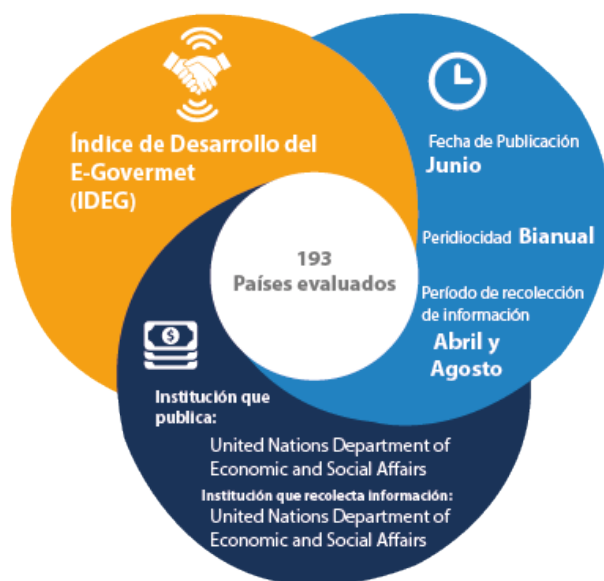 Índice de Desarrollo del
E-Govermet
(IDEG)
Fecha de Publicación
Junio
Peridiocidad Bianual
Período de recolección
de información
Abril y
Agosto
193
Países evaluados
Institución que
publica:
United Nations Department of
Economic and Social Affairs
Institución que recolecta información:
United Nations Department of
Economic and Social Affairs